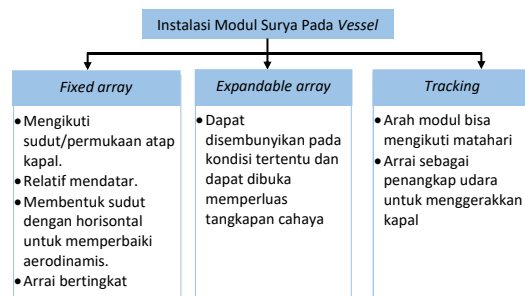 Instalasi Modul Surya Pada Vessel
Fixed array
• Mengikuti
sudut/permukaan atap
kapal.
• Relatif mendatar.
• Membentuk sudut
dengan horisontal
untuk memperbaiki
aerodinamis.
• Arrai bertingkat
Expandable array
• Dapat
disembunyikan pada
kondisi tertentu dan
dapat dibuka
memperluas
tangkapan cahaya
Tracking
• Arah modul bisa
mengikuti matahari
• Arrai sebagai
penangkap udara
untuk menggerakkan
kapal